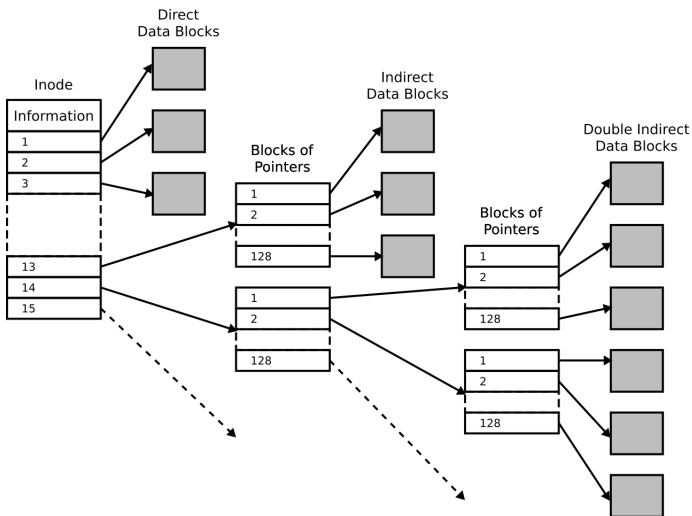 Direct
Data Blocks
Inode
Information
1
2
3
13
14
15
Blocks of
Pointers
1
2
128
1
2
128
Indirect
Data Blocks
Blocks of
Pointers
1
2
128
1
2
128
Double Indirect
Data Blocks